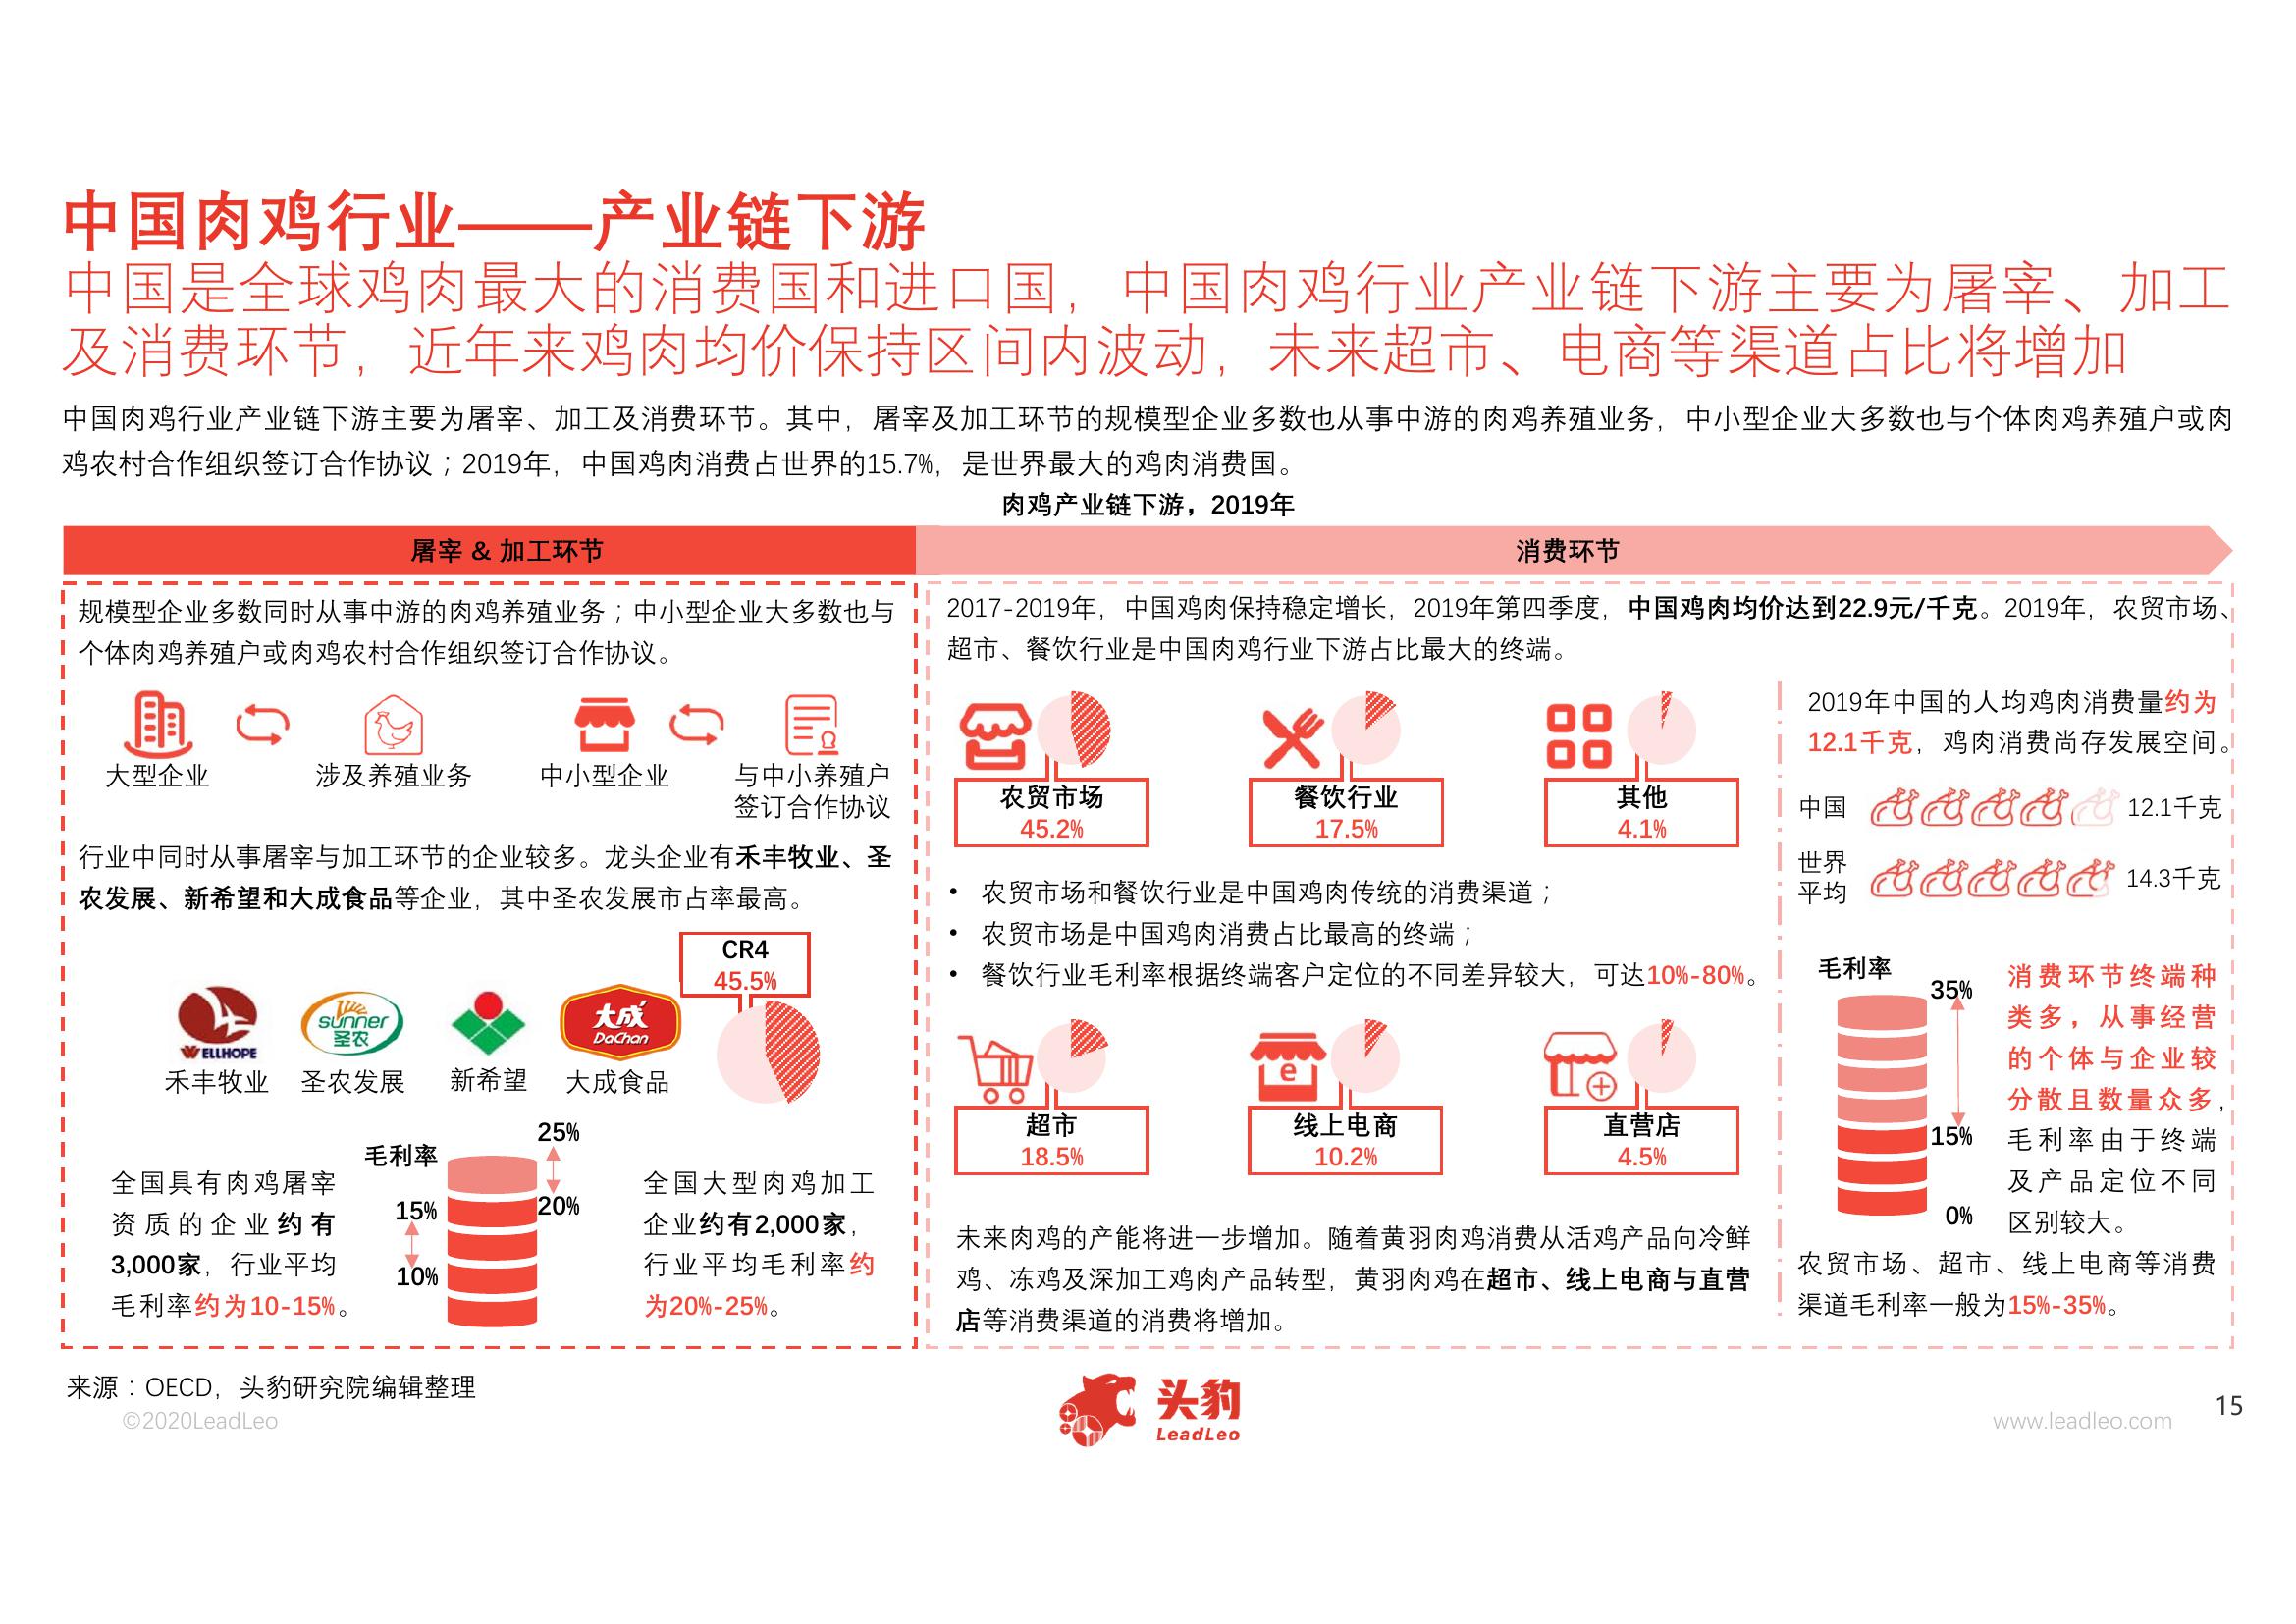 中国肉鸡行业——产业链下游
中国是全球鸡肉最大的消费国和进口国，中国肉鸡行业产业链下游主要为屠宰、加工
及消费环节，近年来鸡肉均价保持区间内波动，未来超市、电商等渠道占比将增加
中国肉鸡行业产业链下游主要为屠宰、加工及消费环节。其中，屠宰及加工环节的规模型企业多数也从事中游的肉鸡养殖业务，中小型企业大多数也与个体肉鸡养殖户或肉
鸡农村合作组织签订合作协议；2019年，中国鸡肉消费占世界的15.7%，是世界最大的鸡肉消费国。
肉鸡产业链下游，2019年
屠宰 & 加工环节
规模型企业多数同时从事中游的肉鸡养殖业务；中小型企业大多数也与
个体肉鸡养殖户或肉鸡农村合作组织签订合作协议。
大型企业
涉及养殖业务
中小型企业
与中小养殖户
签订合作协议
行业中同时从事屠宰与加工环节的企业较多。龙头企业有禾丰牧业、圣
农发展、新希望和大成食品等企业，其中圣农发展市占率最高。
CR4
45.5%
WELLHOPE
sunner
圣农
大成
DaChan
禾丰牧业
圣农发展
新希望
大成食品
全国具有肉鸡屠宰
资质的企业约有
3,000家，行业平均
毛利率约为10-15%。
毛利率
25%
20%
15%
10%
全国大型肉鸡加工
企业约有2,000家，
行业平均毛利率约
为20%-25%。
消费环节
2017-2019年，中国鸡肉保持稳定增长，2019年第四季度，中国鸡肉均价达到22.9元/千克。2019年，农贸市场、
超市、餐饮行业是中国肉鸡行业下游占比最大的终端。
农贸市场
45.2%
餐饮行业
17.5%
其他
4.1%
• 农贸市场和餐饮行业是中国鸡肉传统的消费渠道；
• 农贸市场是中国鸡肉消费占比最高的终端；
• 餐饮行业毛利率根据终端客户定位的不同差异较大，可达10%-80%。
e
超市
18.5%
线上电商
10.2%
直营店
4.5%
未来肉鸡的产能将进一步增加。随着黄羽肉鸡消费从活鸡产品向冷鲜
鸡、冻鸡及深加工鸡肉产品转型，黄羽肉鸡在超市、线上电商与直营
店等消费渠道的消费将增加。
2019年中国的人均鸡肉消费量约为
12.1千克，鸡肉消费尚存发展空间。
中国
12.1千克
世界
平均
14.3千克
毛利率
35%
15%
0%
消费环节终端种
类多，从事经营
的个体与企业较
分散且数量众多，
毛利率由于终端
及产品定位不同
区别较大。
农贸市场、超市、线上电商等消费
渠道毛利率一般为15%-35%。
来源：OECD，头豹研究院编辑整理
©2020LeadLeo
头豹
LeadLeo
www.leadleo.com
15